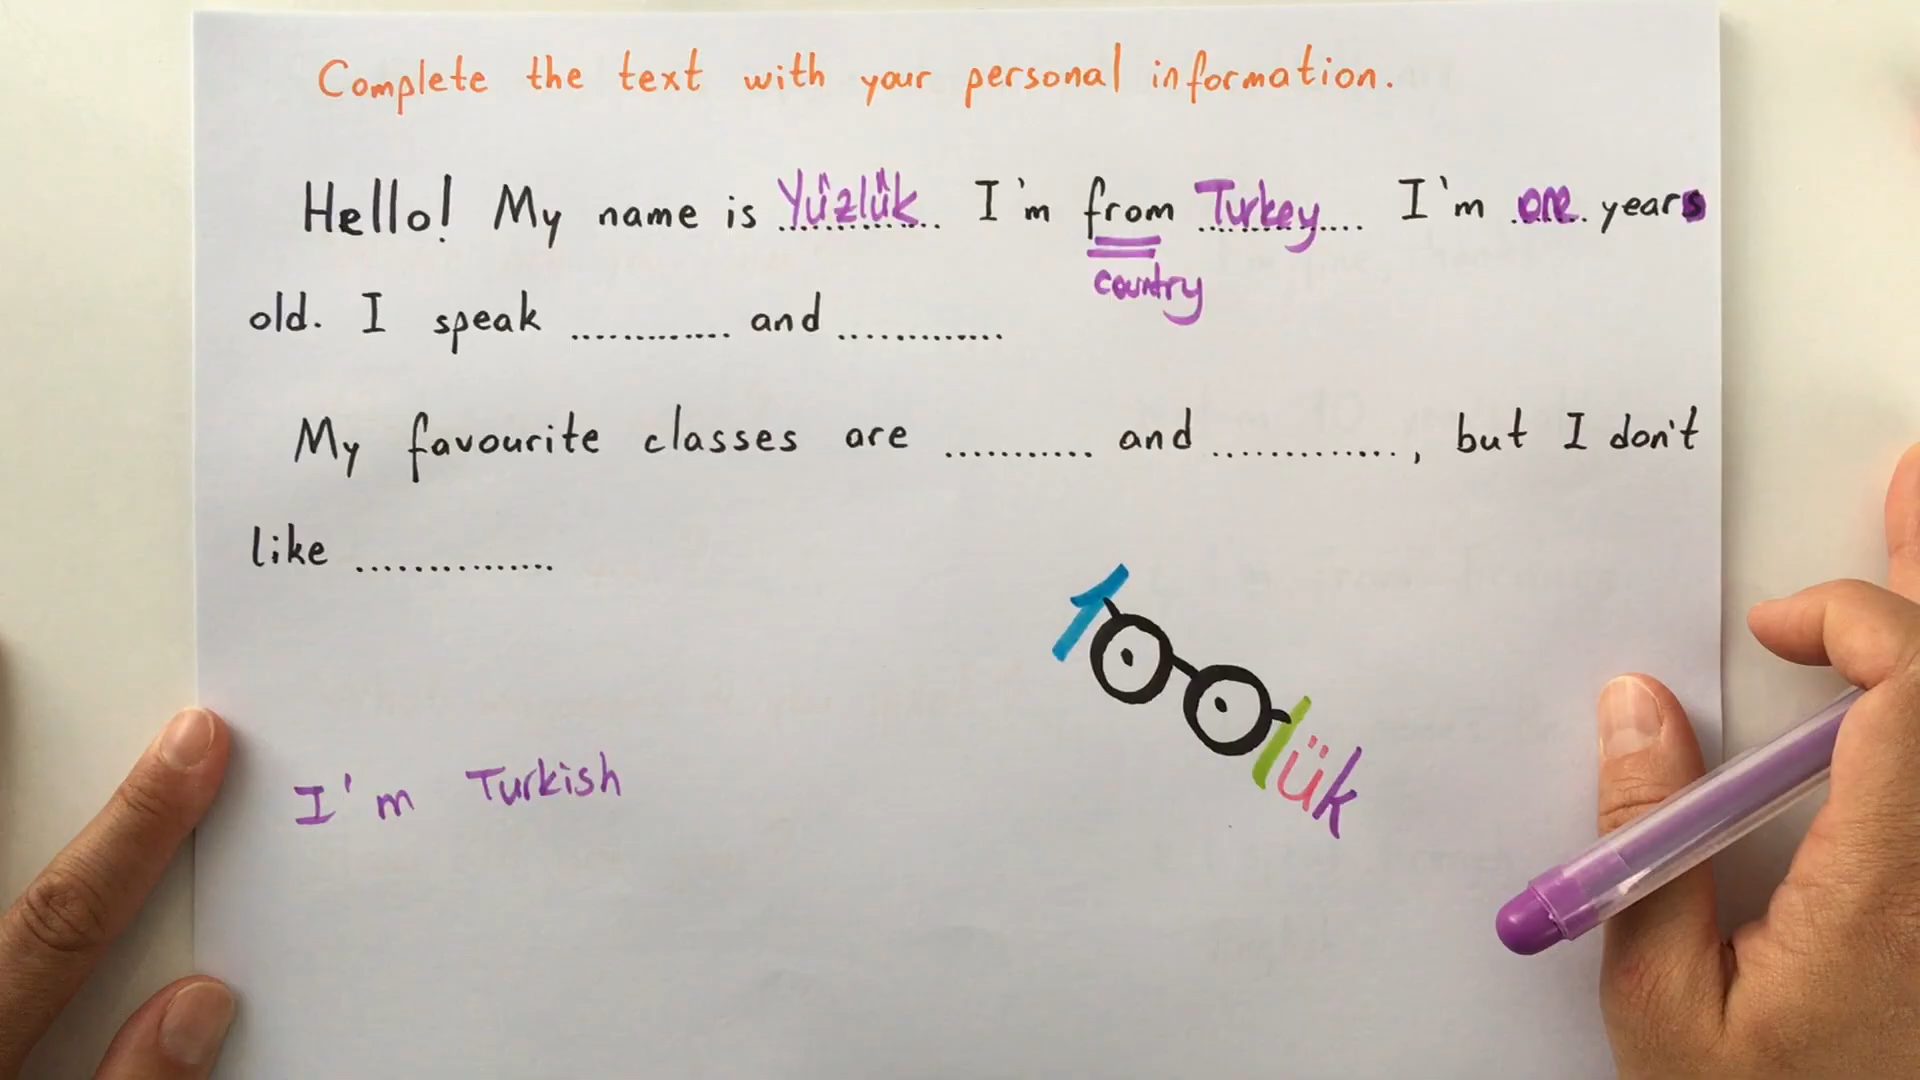 Complete the text with your personal information.
Hello! My name is Yüzlük. I'm from Turkey.... I'm one years
country
old. I speak ............ and ............
My favourite classes are ........... and ............., but I don't
like ...............
100lük
I'm Turkish